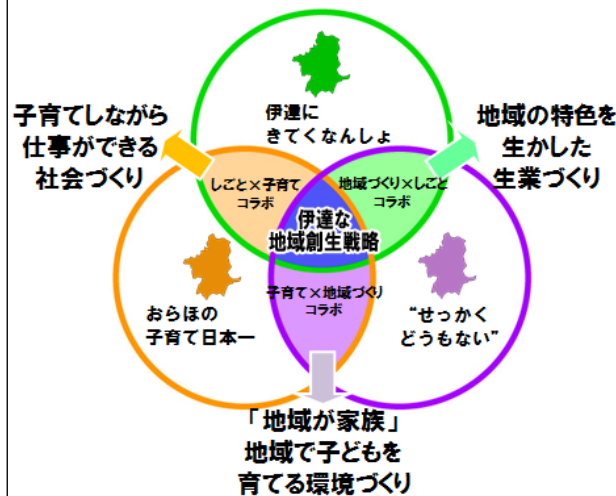 伊達に
きてくなんしょ
子育てしながら
仕事ができる
社会づくり
地域の特色を
生かした
生業づくり
しごと×子育て
コラボ
地域づくり×しごと
コラボ
伊達な
地域創生戦略
おらほの
子育て日本一
子育て×地域づくり
コラボ
“せっかく
どうもない”
「地域が家族」
地域で子どもを
育てる環境づくり